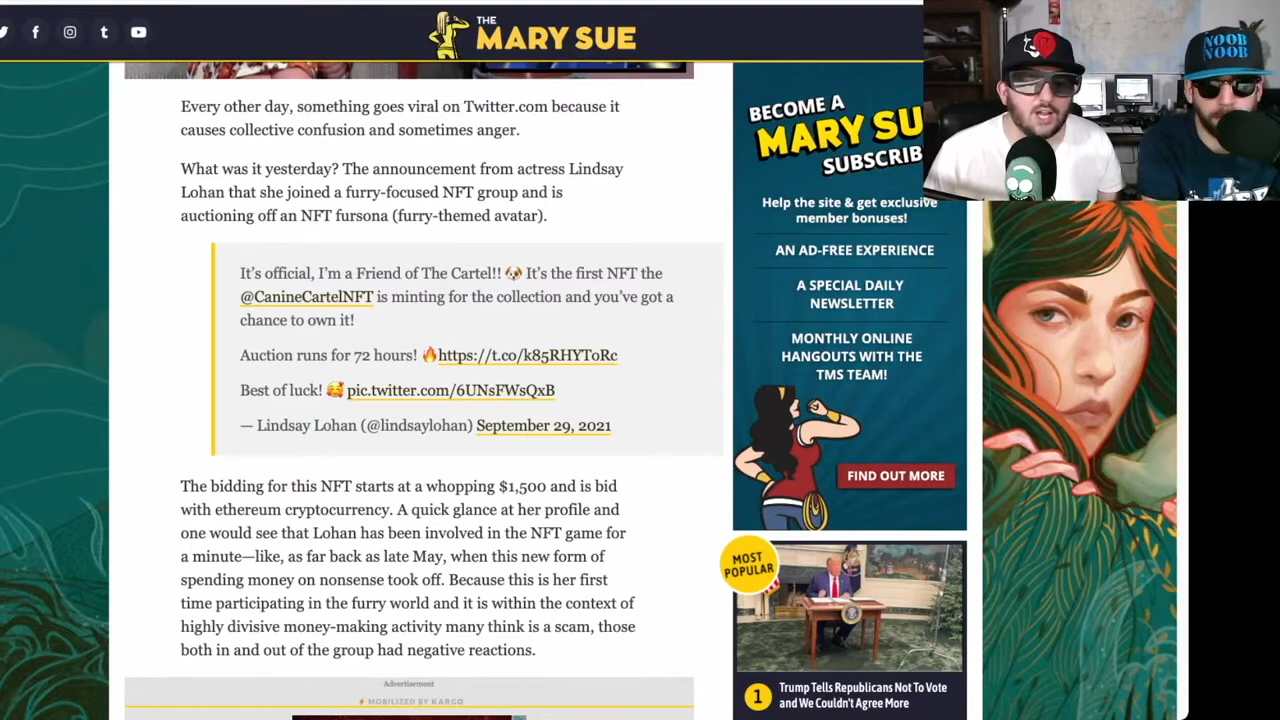 THE
MARY SUE
Every other day, something goes viral on Twitter.com because it
causes collective confusion and sometimes anger.
What was it yesterday? The announcement from actress Lindsay
Lohan that she joined a furry-focused NFT group and is
auctioning off an NFT fursona (furry-themed avatar).
It’s official, I’m a Friend of The Cartel!! 🐶 It’s the first NFT the
@CanineCartelNFT is minting for the collection and you’ve got a
chance to own it!
Auction runs for 72 hours! 🔥https://t.co/k85RHYToRc
Best of luck! 🥰 pic.twitter.com/6UNsFWsQxB
— Lindsay Lohan (@lindsaylohan) September 29, 2021
The bidding for this NFT starts at a whopping $1,500 and is bid
with ethereum cryptocurrency. A quick glance at her profile and
one would see that Lohan has been involved in the NFT game for
a minute—like, as far back as late May, when this new form of
spending money on nonsense took off. Because this is her first
time participating in the furry world and it is within the context of
highly divisive money-making activity many think is a scam, those
both in and out of the group had negative reactions.
Advertisement
⚡ MOBILIZED BY KARGO
BECOME A
MARY SU
SUBSCRIB
Help the site & get exclusive
member bonuses!
AN AD-FREE EXPERIENCE
A SPECIAL DAILY
NEWSLETTER
MONTHLY ONLINE
HANGOUTS WITH THE
TMS TEAM!
FIND OUT MORE
MOST
POPULAR
1 Trump Tells Republicans Not To Vote
and We Couldn't Agree More
NOOB
NOOB